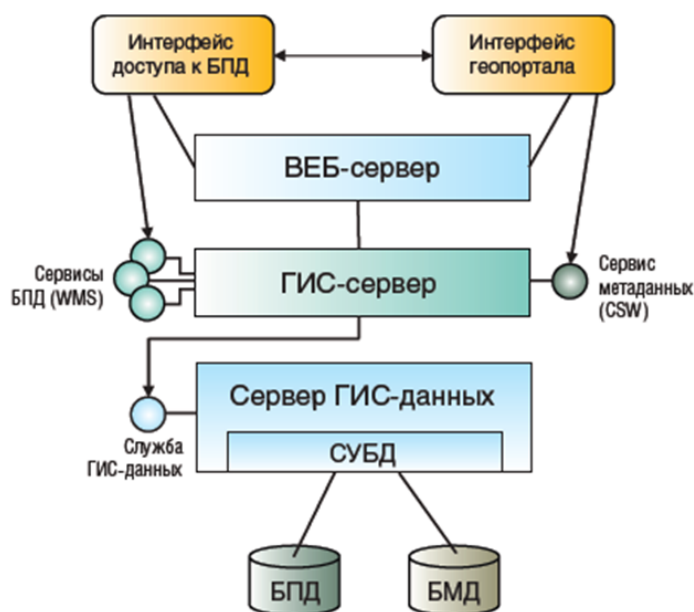 Интерфейс
доступа к БПД
Интерфейс
геопортала
ВЕБ-сервер
Сервисы
БПД (WMS)
ГИС-сервер
Сервис
метаданных
(CSW)
Сервер ГИС-данных
Служба
ГИС-данных
СУБД
БПД
БМД